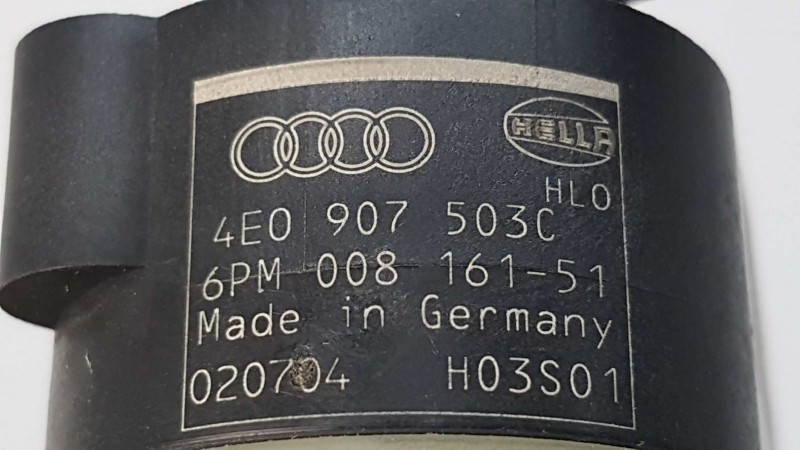 HELLA
HLO
4E0 907 503C
6PM 008 161-51
Made in Germany
020704 H03S01